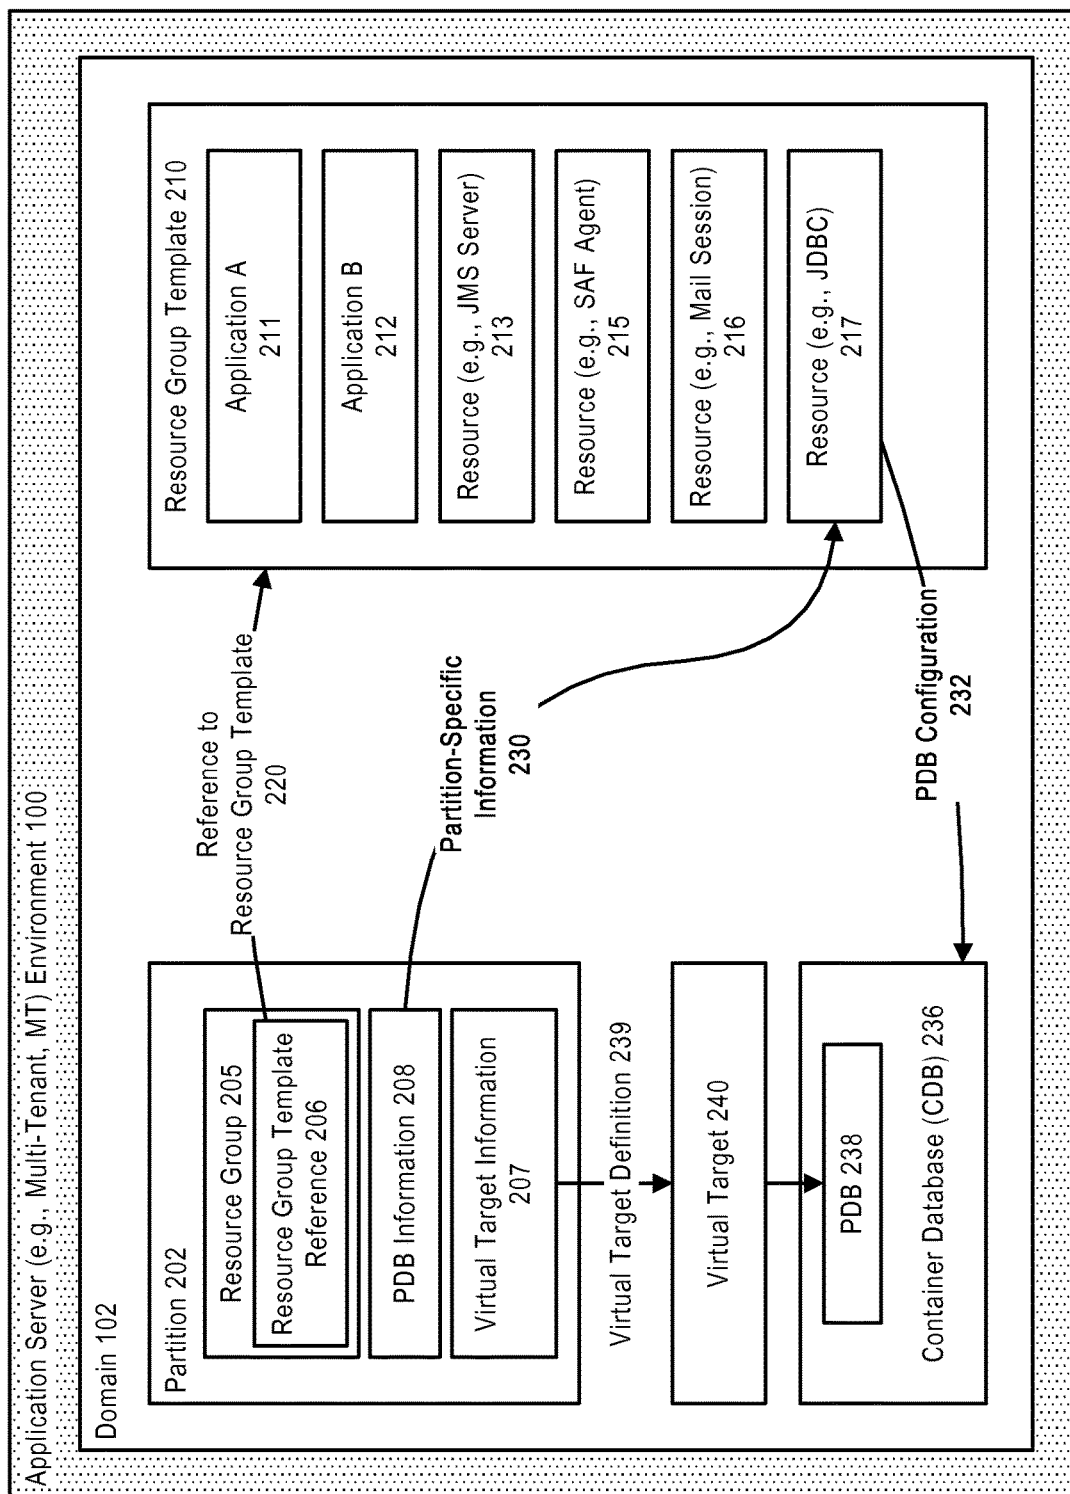 Application Server (e.g., Multi-Tenant, MT) Environment 100
Domain 102
Partition 202
Resource Group 205
Resource Group Template
Reference 206
PDB Information 208
Virtual Target Information
207
Reference to
Resource Group Template
220
Partition-Specific
Information
230
Resource Group Template 210
Application A
211
Application B
212
Resource (e.g., JMS Server)
213
Resource (e.g., SAF Agent)
215
Resource (e.g., Mail Session)
216
Resource (e.g., JDBC)
217
Virtual Target Definition 239
Virtual Target 240
PDB 238
Container Database (CDB) 236
PDB Configuration
232